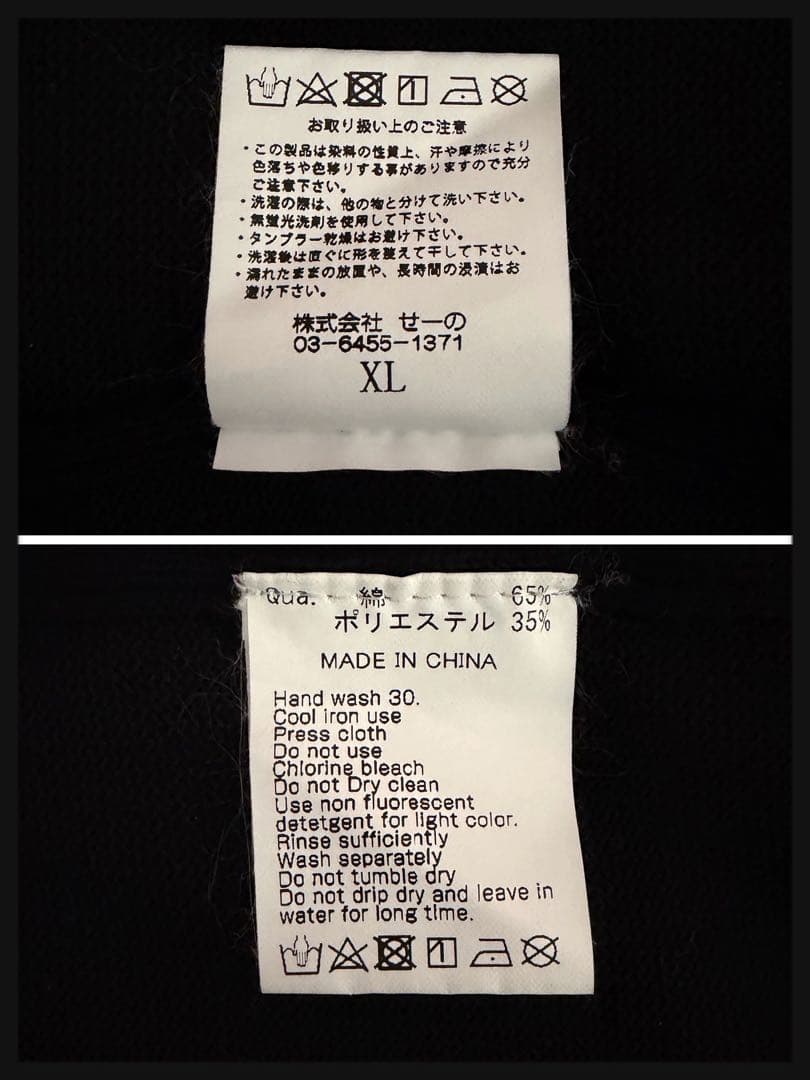 お取り扱い上のご注意
・この製品は染料の性質上、汗や摩擦により
色落ちや色移りする事がありますので充分
ご注意下さい。
・洗濯の際は、他の物と分けて洗い下さい。
・無蛍光洗剤を使用して下さい。
・タンブラー乾燥はお避け下さい。
・洗濯後は直ぐに形を整えて干して下さい。
・濡れたままの放置や、長時間の浸漬はお
避け下さい。
株式会社 せーの
03-6455-1371
XL
Qua. 綿 65%
ポリエステル 35%
MADE IN CHINA
Hand wash 30.
Cool iron use
Press cloth
Do not use
Chlorine bleach
Do not Dry clean
Use non fluorescent
detetgent for light color.
Rinse sufficiently
Wash separately
Do not tumble dry
Do not drip dry and leave in
water for long time.